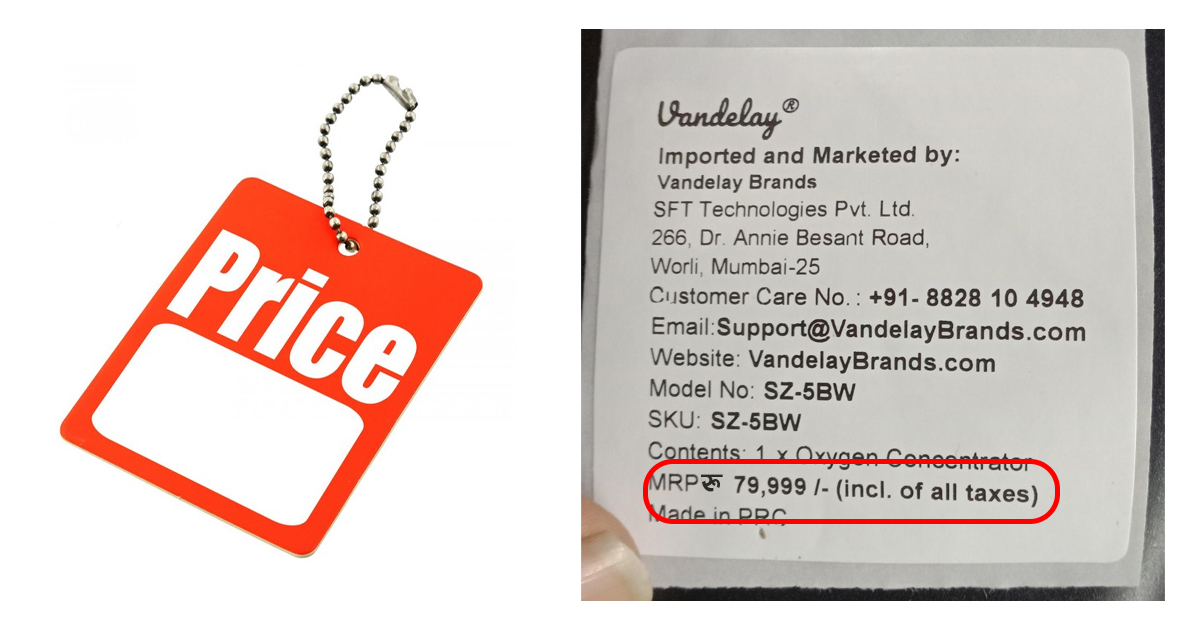 Price
Vandelay®
Imported and Marketed by:
Vandelay Brands
SFT Technologies Pvt. Ltd.
266, Dr. Annie Besant Road,
Worli, Mumbai-25
Customer Care No. : +91- 8828 10 4948
Email:Support@VandelayBrands.com
Website: VandelayBrands.com
Model No: SZ-5BW
SKU: SZ-5BW
Contents: 1 x Oxygen Concentrator
MRP रू 79,999 /- (incl. of all taxes)
Made in PRC